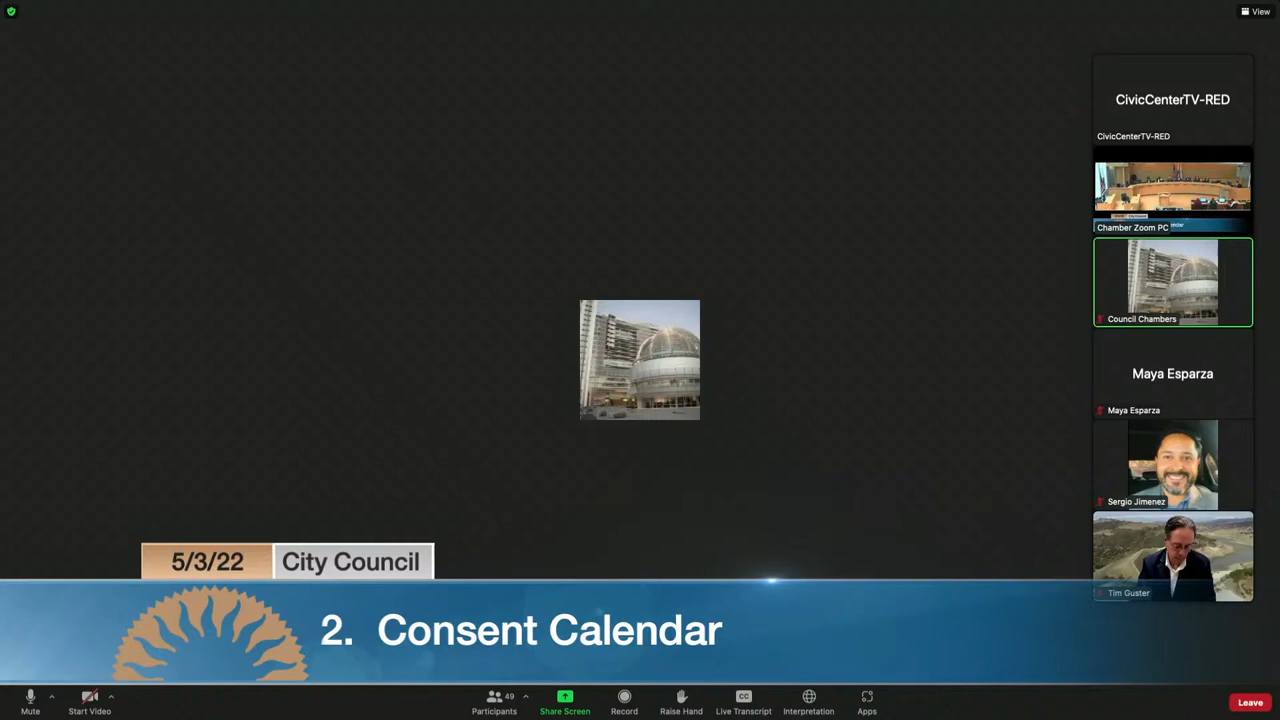 View
CivicCenterTV-RED
CivicCenterTV-RED
Chamber Zoom PC
Council Chambers
Maya Esparza
Maya Esparza
Sergio Jimenez
Tim Guster
5/3/22 City Council
2. Consent Calendar
49
CC
Mute Start Video Participants Share Screen Record Raise Hand Live Transcript Interpretation Apps Leave